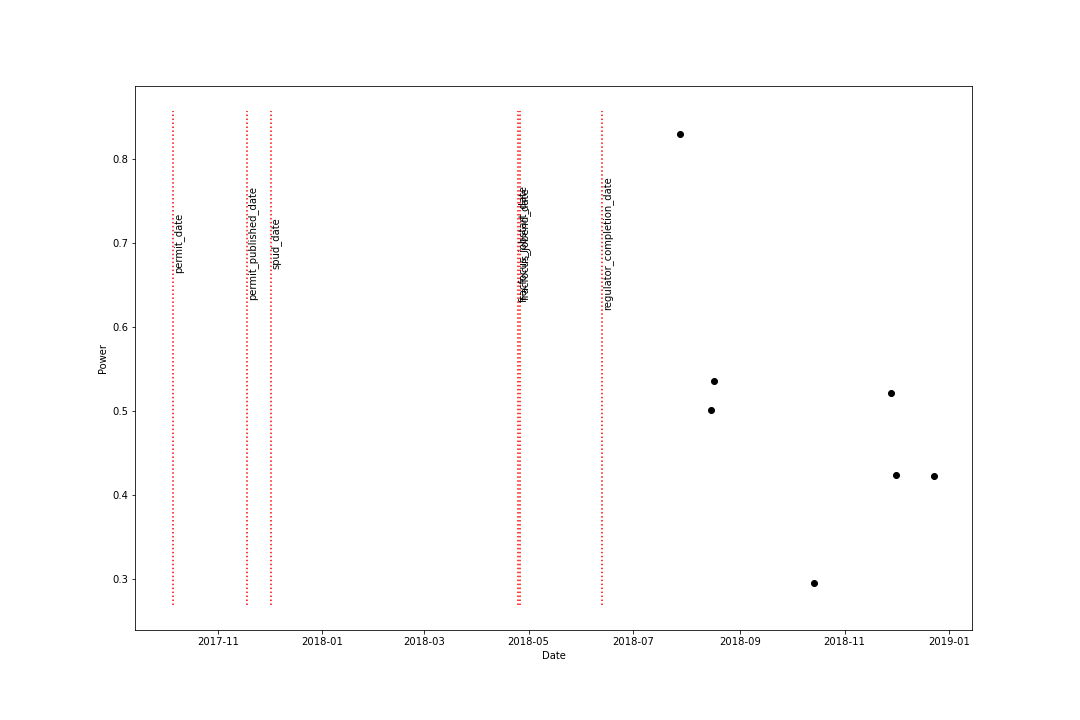 0.8
0.7
0.6
0.5
0.4
0.3
Power
permit_date
permit_published_date
spud_date
regulator_completion_date
2017-11
2018-01
2018-03
2018-05
2018-07
2018-09
2018-11
2019-01
Date